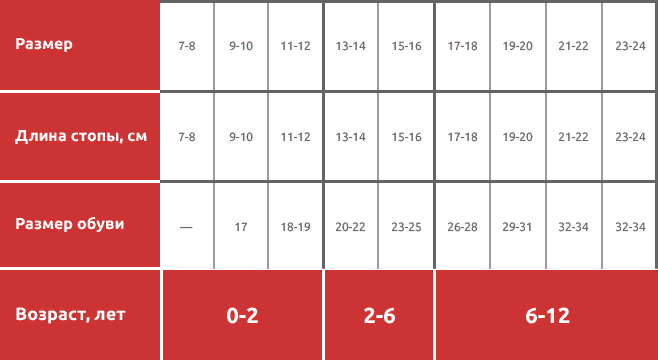 Размер 7-8 9-10 11-12 13-14 15-16 17-18 19-20 21-22 23-24
Длина стопы, см 7-8 9-10 11-12 13-14 15-16 17-18 19-20 21-22 23-24
Размер обуви — 17 18-19 20-22 23-25 26-28 29-31 32-34 32-34
Возраст, лет 0-2 2-6 6-12